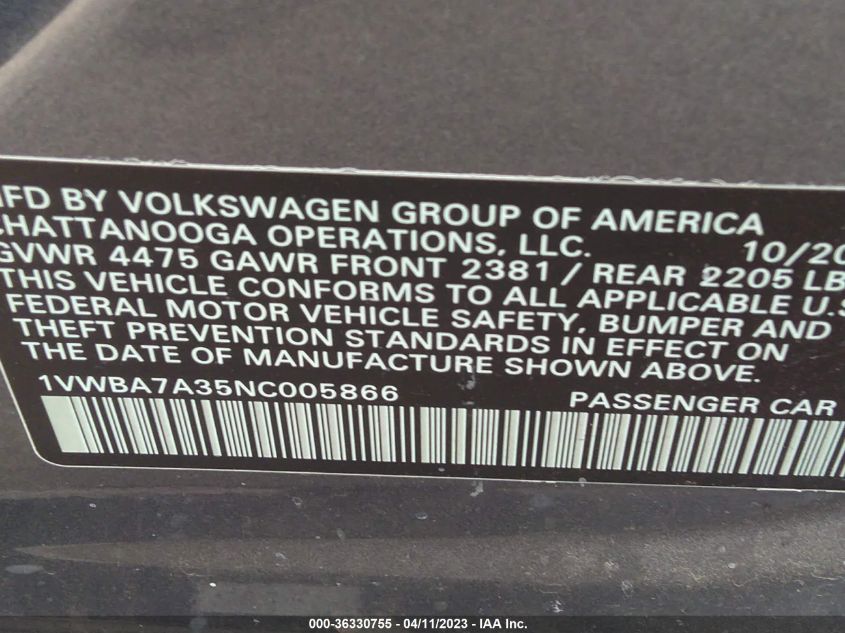 MFD BY VOLKSWAGEN GROUP OF AMERICA
CHATTANOOGA OPERATIONS, LLC. 10/20
GVWR 4475 GAWR FRONT 2381 / REAR 2205 LB
THIS VEHICLE CONFORMS TO ALL APPLICABLE U.S
FEDERAL MOTOR VEHICLE SAFETY, BUMPER AND
THEFT PREVENTION STANDARDS IN EFFECT ON
THE DATE OF MANUFACTURE SHOWN ABOVE.
1VWBA7A35NC005866 PASSENGER CAR
000-36330755 - 04/11/2023 - IAA Inc.